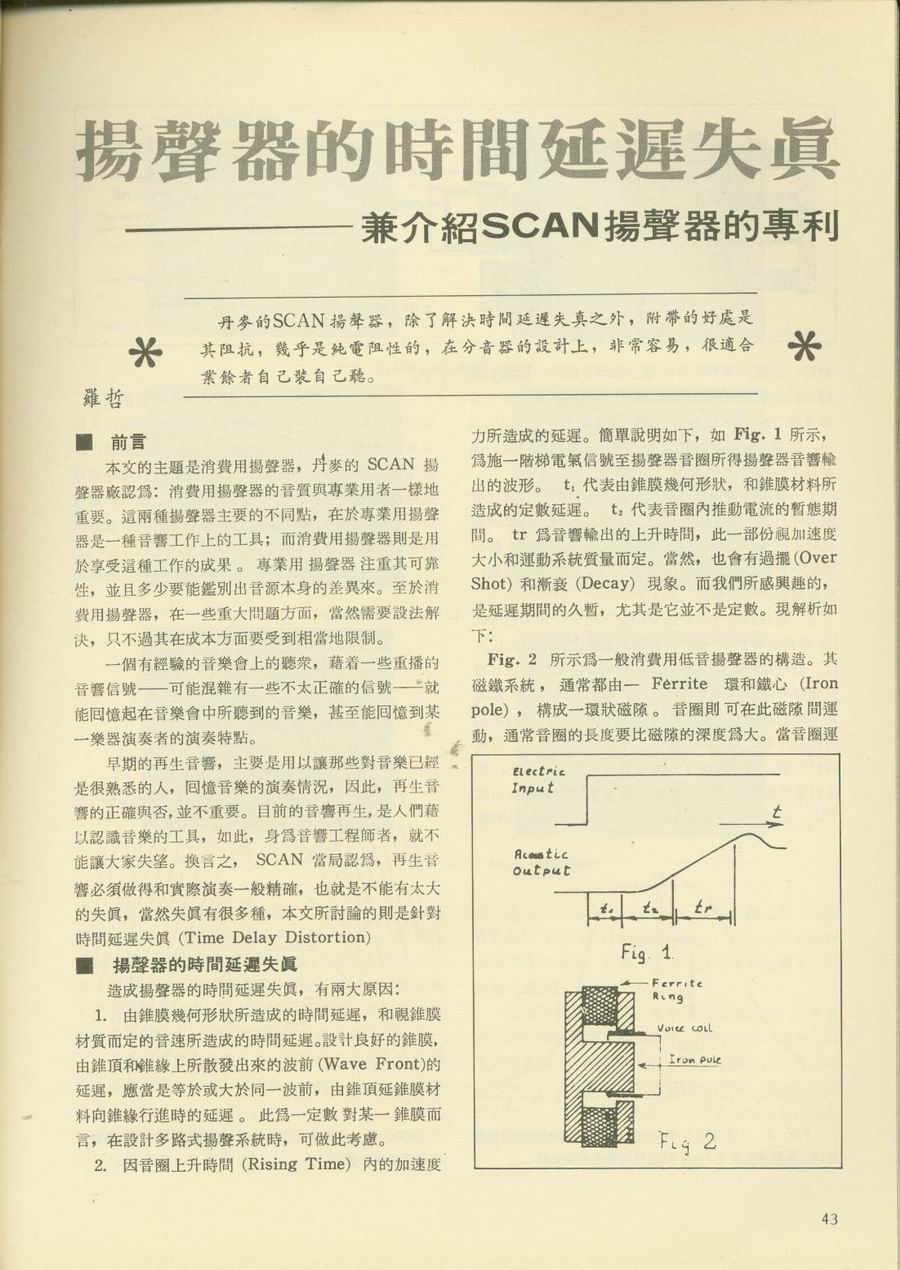 揚聲器的時間延遲失眞
——兼介紹SCAN揚聲器的專利
丹麥的SCAN揚聲器，除了解決時間延遲失真之外，附帶的好處是
其阻抗，幾乎是純電阻性的，在分音器的設計上，非常容易，很適合
業餘者自己裝自己聽。
＊
＊
羅哲
■ 前言
本文的主題是消費用揚聲器，丹麥的 SCAN 揚
聲器廠認爲：消費用揚聲器的音質與專業用者一樣地
重要。這兩種揚聲器主要的不同點，在於專業用揚聲
器是一種音響工作上的工具；而消費用揚聲器則是用
於享受這種工作的成果。專業用揚聲器注重其可靠
性，並且多少要能鑑別出音源本身的差異來。至於消
費用揚聲器，在一些重大問題方面，當然需要設法解
決，只不過其在成本方面要受到相當地限制。
一個有經驗的音樂會上的聽衆，藉着一些重播的
音響信號——可能混雜有一些不太正確的信號——就
能回憶起在音樂會中所聽到的音樂，甚至能回憶到某
一樂器演奏者的演奏特點。
早期的再生音響，主要是用以讓那些對音樂已經
是很熟悉的人，回憶音樂的演奏情況，因此，再生音
響的正確與否，並不重要。目前的音響再生，是人們藉
以認識音樂的工具，如此，身爲音響工程師者，就不
能讓大家失望。換言之， SCAN 當局認爲，再生音
響必須做得和實際演奏一般精確，也就是不能有太大
的失眞，當然失眞有很多種，本文所討論的則是針對
時間延遲失眞 (Time Delay Distortion)
■ 揚聲器的時間延遲失眞
造成揚聲器的時間延遲失眞，有兩大原因：
1. 由錐膜幾何形狀所造成的時間延遲，和視錐膜
材質而定的音速所造成的時間延遲。設計良好的錐膜，
由錐頂和錐緣上所散發出來的波前 (Wave Front)的
延遲，應當是等於或大於同一波前，由錐頂延錐膜材
料向錐緣行進時的延遲。此爲一定數對某一錐膜而
言，在設計多路式揚聲系統時，可做此考慮。
2. 因音圈上升時間 (Rising Time) 內的加速度
力所造成的延遲。簡單說明如下，如 Fig. 1 所示，
爲施一階梯電氣信號至揚聲器音圈所得揚聲器音響輸
出的波形。 t₁ 代表由錐膜幾何形狀，和錐膜材料所
造成的定數延遲。 t₂ 代表音圈內推動電流的暫態期
間。 tr 爲音響輸出的上升時間，此一部份視加速度
大小和運動系統質量而定。當然，也會有過擺 (Over
Shot) 和漸衰 (Decay) 現象。而我們所感興趣的，
是延遲期間的久暫，尤其是它並不是定數。現解析如
下：
Fig. 2 所示爲一般消費用低音揚聲器的構造。其
磁鐵系統，通常都由一 Ferrite 環和鐵心 (Iron
pole) ，構成一環狀磁隙。音圈則可在此磁隙間運
動，通常音圈的長度要比磁隙的深度爲大。當音圈運
Electric
Input
t
Acoustic
Output
t₁ t₂ tr
Fig. 1.
Ferrite
Ring
Voice coil
Iron pole
Fig 2
43